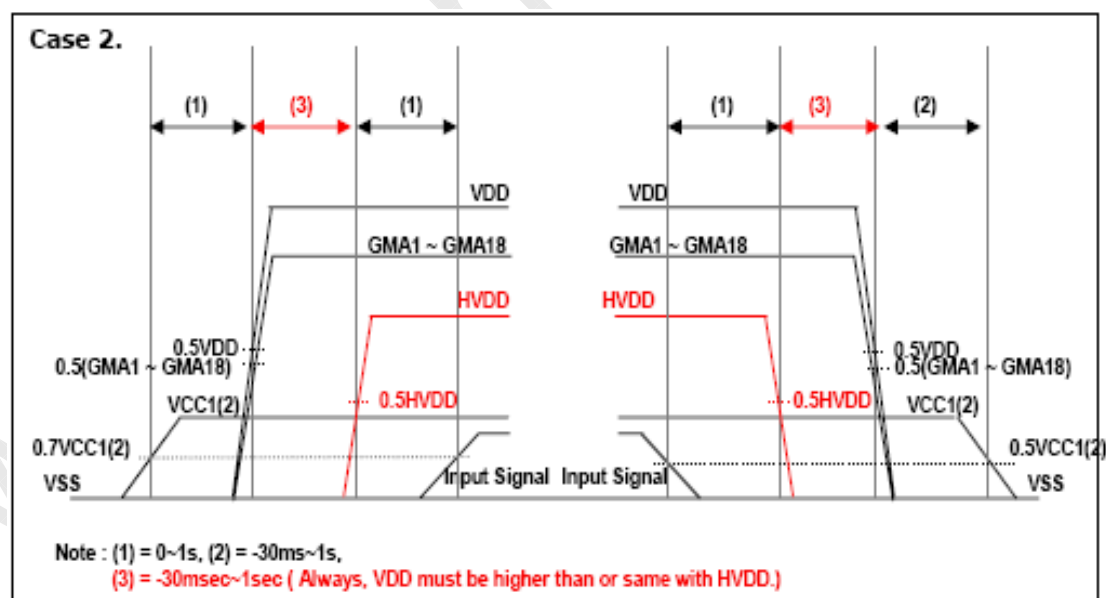 Case 2.
(1) (3) (1) (1) (3) (2)
VDD VDD
GMA1 ~ GMA18 GMA1 ~ GMA18
HVDD HVDD
0.5VDD 0.5VDD
0.5(GMA1 ~ GMA18) 0.5(GMA1 ~ GMA18)
VCC1(2) 0.5HVDD 0.5HVDD VCC1(2)
0.7VCC1(2) 0.5VCC1(2)
VSS Input Signal Input Signal VSS
Note : (1) = 0~1s, (2) = -30ms~1s,
(3) = -30msec~1sec ( Always, VDD must be higher than or same with HVDD.)